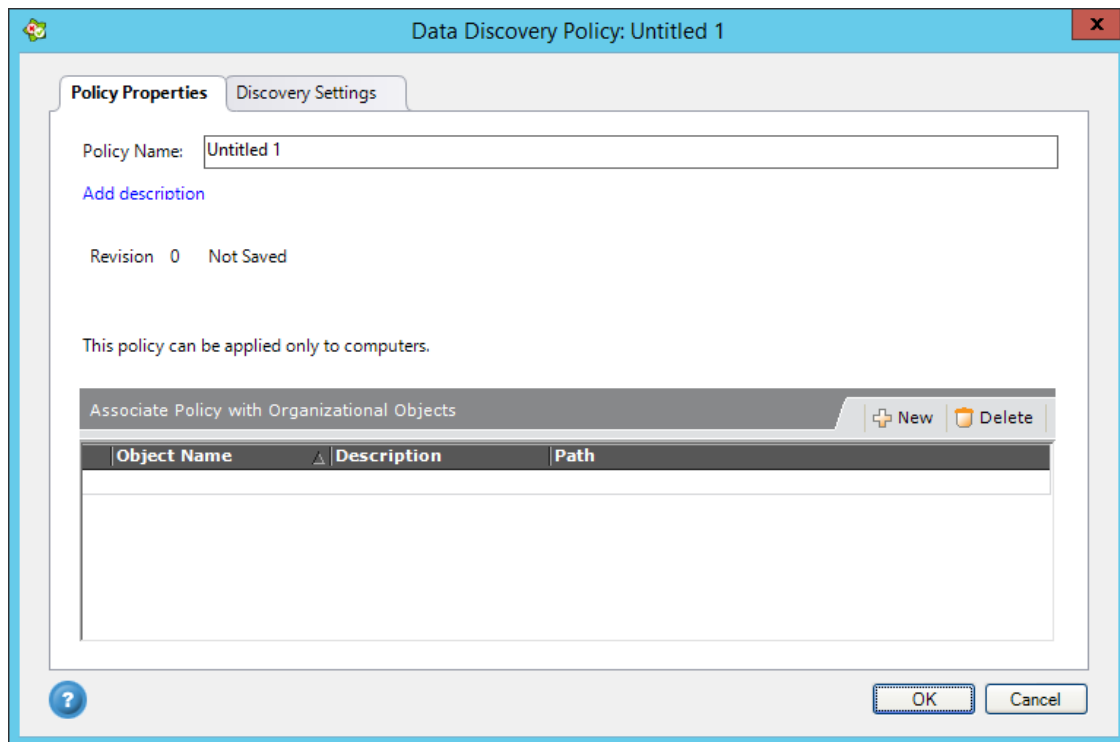 Data Discovery Policy: Untitled 1
x
Policy Properties Discovery Settings
Policy Name: Untitled 1
Add description
Revision 0 Not Saved
This policy can be applied only to computers.
Associate Policy with Organizational Objects New Delete
Object Name Description Path
? OK Cancel